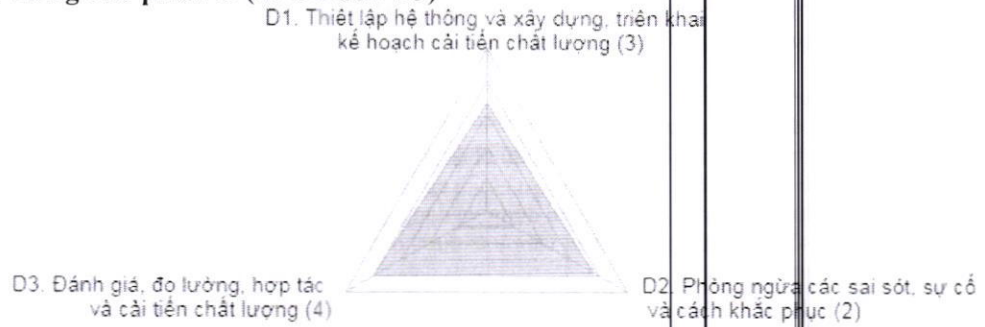 D1. Thiết lập hệ thống và xây dựng, triển khai
kế hoạch cải tiến chất lượng (3)
D3. Đánh giá, đo lường, hợp tác
và cải tiến chất lượng (4)
D2. Phòng ngừa các sai sót, sự cố
và cách khắc phục (2)